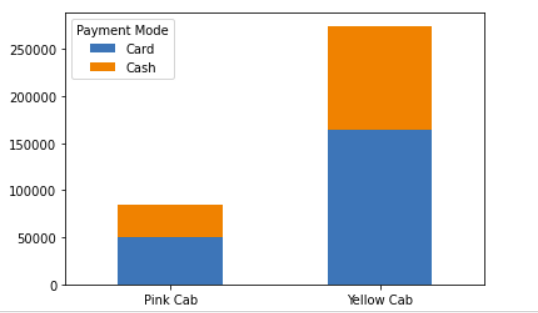 Payment Mode
Card
Cash
250000
200000
150000
100000
50000
0
Pink Cab
Yellow Cab